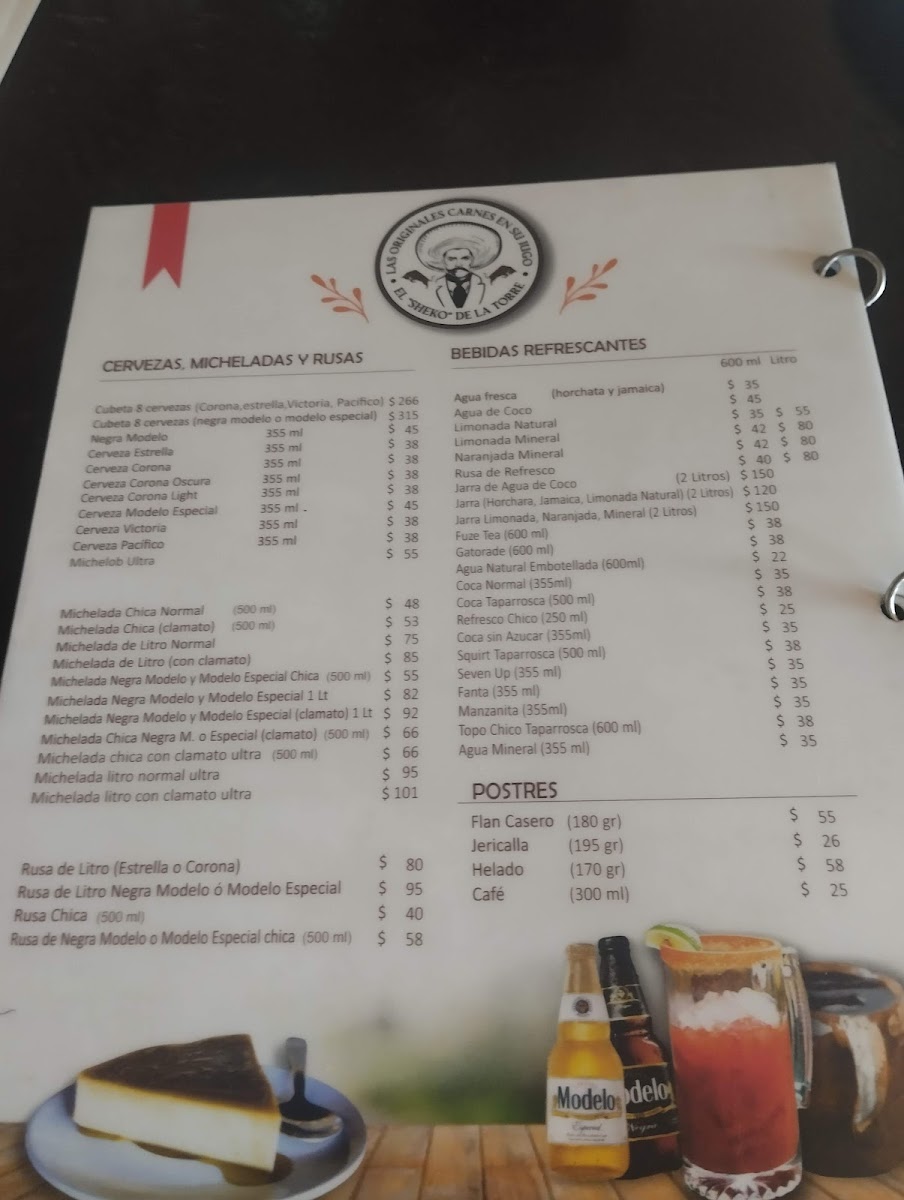 LAS ORIGINALES CARNES EN SU JUGO
EL "SHEKO" DE LA TORRE
CERVEZAS, MICHELADAS Y RUSAS
Cubeta 8 cervezas (Corona,estrella,Victoria, Pacífico) $ 266
Cubeta 8 cervezas (negra modelo o modelo especial) $ 315
Negra Modelo 355 ml $ 45
Cerveza Estrella 355 ml $ 38
Cerveza Corona 355 ml $ 38
Cerveza Corona Oscura 355 ml $ 38
Cerveza Corona Light 355 ml $ 38
Cerveza Modelo Especial 355 ml . $ 45
Cerveza Victoria 355 ml $ 38
Cerveza Pacífico 355 ml $ 38
Michelob Ultra $ 55
Michelada Chica Normal (500 ml) $ 48
Michelada Chica (clamato) (500 ml) $ 53
Michelada de Litro Normal $ 75
Michelada de Litro (con clamato) $ 85
Michelada Negra Modelo y Modelo Especial Chica (500 ml) $ 55
Michelada Negra Modelo y Modelo Especial 1 Lt $ 82
Michelada Negra Modelo y Modelo Especial (clamato) 1 Lt $ 92
Michelada Chica Negra M. o Especial (clamato) (500 ml) $ 66
Michelada chica con clamato ultra (500 ml) $ 66
Michelada litro normal ultra $ 95
Michelada litro con clamato ultra $ 101
Rusa de Litro (Estrella o Corona) $ 80
Rusa de Litro Negra Modelo ó Modelo Especial $ 95
Rusa Chica (500 ml) $ 40
Rusa de Negra Modelo o Modelo Especial chica (500 ml) $ 58
BEBIDAS REFRESCANTES
600 ml Litro
Agua fresca (horchata y jamaica) $ 35
Agua de Coco $ 45
Limonada Natural $ 35 $ 55
Limonada Mineral $ 42 $ 80
Naranjada Mineral $ 42 $ 80
Rusa de Refresco $ 40 $ 80
Jarra de Agua de Coco (2 Litros) $ 150
Jarra (Horchara, Jamaica, Limonada Natural) (2 Litros) $ 120
Jarra Limonada, Naranjada, Mineral (2 Litros) $ 150
Fuze Tea (600 ml) $ 38
Gatorade (600 ml) $ 38
Agua Natural Embotellada (600ml) $ 22
Coca Normal (355ml) $ 35
Coca Taparrosca (500 ml) $ 38
Refresco Chico (250 ml) $ 25
Coca sin Azucar (355ml) $ 35
Squirt Taparrosca (500 ml) $ 38
Seven Up (355 ml) $ 35
Fanta (355 ml) $ 35
Manzanita (355ml) $ 35
Topo Chico Taparrosca (600 ml) $ 38
Agua Mineral (355 ml) $ 35
POSTRES
Flan Casero (180 gr) $ 55
Jericalla (195 gr) $ 26
Helado (170 gr) $ 58
Café (300 ml) $ 25
Modelo
Especial
odelo
Negra